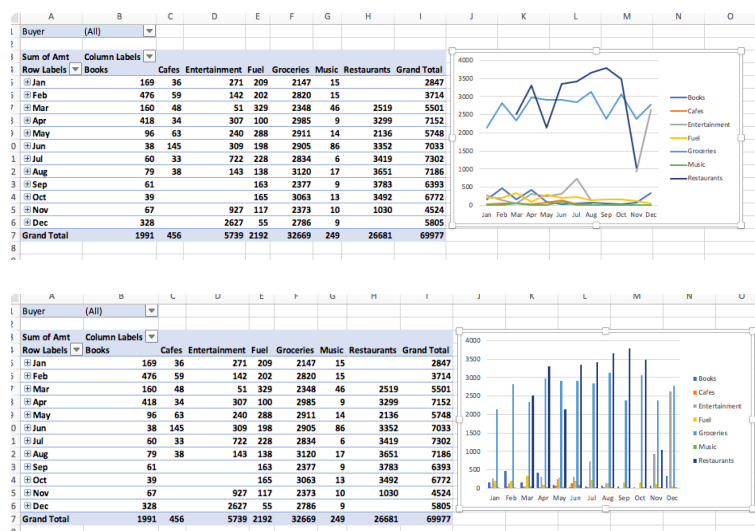 A B C D E F G H I J K L M N O
Buyer (All)
Sum of Amt Column Labels
Row Labels Books Cafes Entertainment Fuel Groceries Music Restaurants Grand Total
Jan 169 36 271 209 2147 15 2847
Feb 476 59 142 202 2820 15 3714
Mar 160 48 51 329 2348 46 2519 5501
Apr 418 34 307 100 2985 9 3299 7152
May 96 63 240 288 2911 14 2136 5748
Jun 38 145 309 198 2905 86 3352 7033
Jul 60 33 722 228 2834 6 3419 7302
Aug 79 38 143 138 3120 17 3651 7186
Sep 61 163 2377 9 3783 6393
Oct 39 165 3063 13 3492 6772
Nov 67 927 117 2373 10 1030 4524
Dec 328 2627 55 2786 9 5805
Grand Total 1991 456 5739 2192 32669 249 26681 69977
4000
3500
3000
2500
2000
1500
1000
500
0
Jan Feb Mar Apr May Jun Jul Aug Sep Oct Nov Dec
Books
Cafes
Entertainment
Fuel
Groceries
Music
Restaurants
A B C D E F G H I J K L M N O
Buyer (All)
Sum of Amt Column Labels
Row Labels Books Cafes Entertainment Fuel Groceries Music Restaurants Grand Total
Jan 169 36 271 209 2147 15 2847
Feb 476 59 142 202 2820 15 3714
Mar 160 48 51 329 2348 46 2519 5501
Apr 418 34 307 100 2985 9 3299 7152
May 96 63 240 288 2911 14 2136 5748
Jun 38 145 309 198 2905 86 3352 7033
Jul 60 33 722 228 2834 6 3419 7302
Aug 79 38 143 138 3120 17 3651 7186
Sep 61 163 2377 9 3783 6393
Oct 39 165 3063 13 3492 6772
Nov 67 927 117 2373 10 1030 4524
Dec 328 2627 55 2786 9 5805
Grand Total 1991 456 5739 2192 32669 249 26681 69977
4000
3500
3000
2500
2000
1500
1000
500
0
Jan Feb Mar Apr May Jun Jul Aug Sep Oct Nov Dec
Books
Cafes
Entertainment
Fuel
Groceries
Music
Restaurants